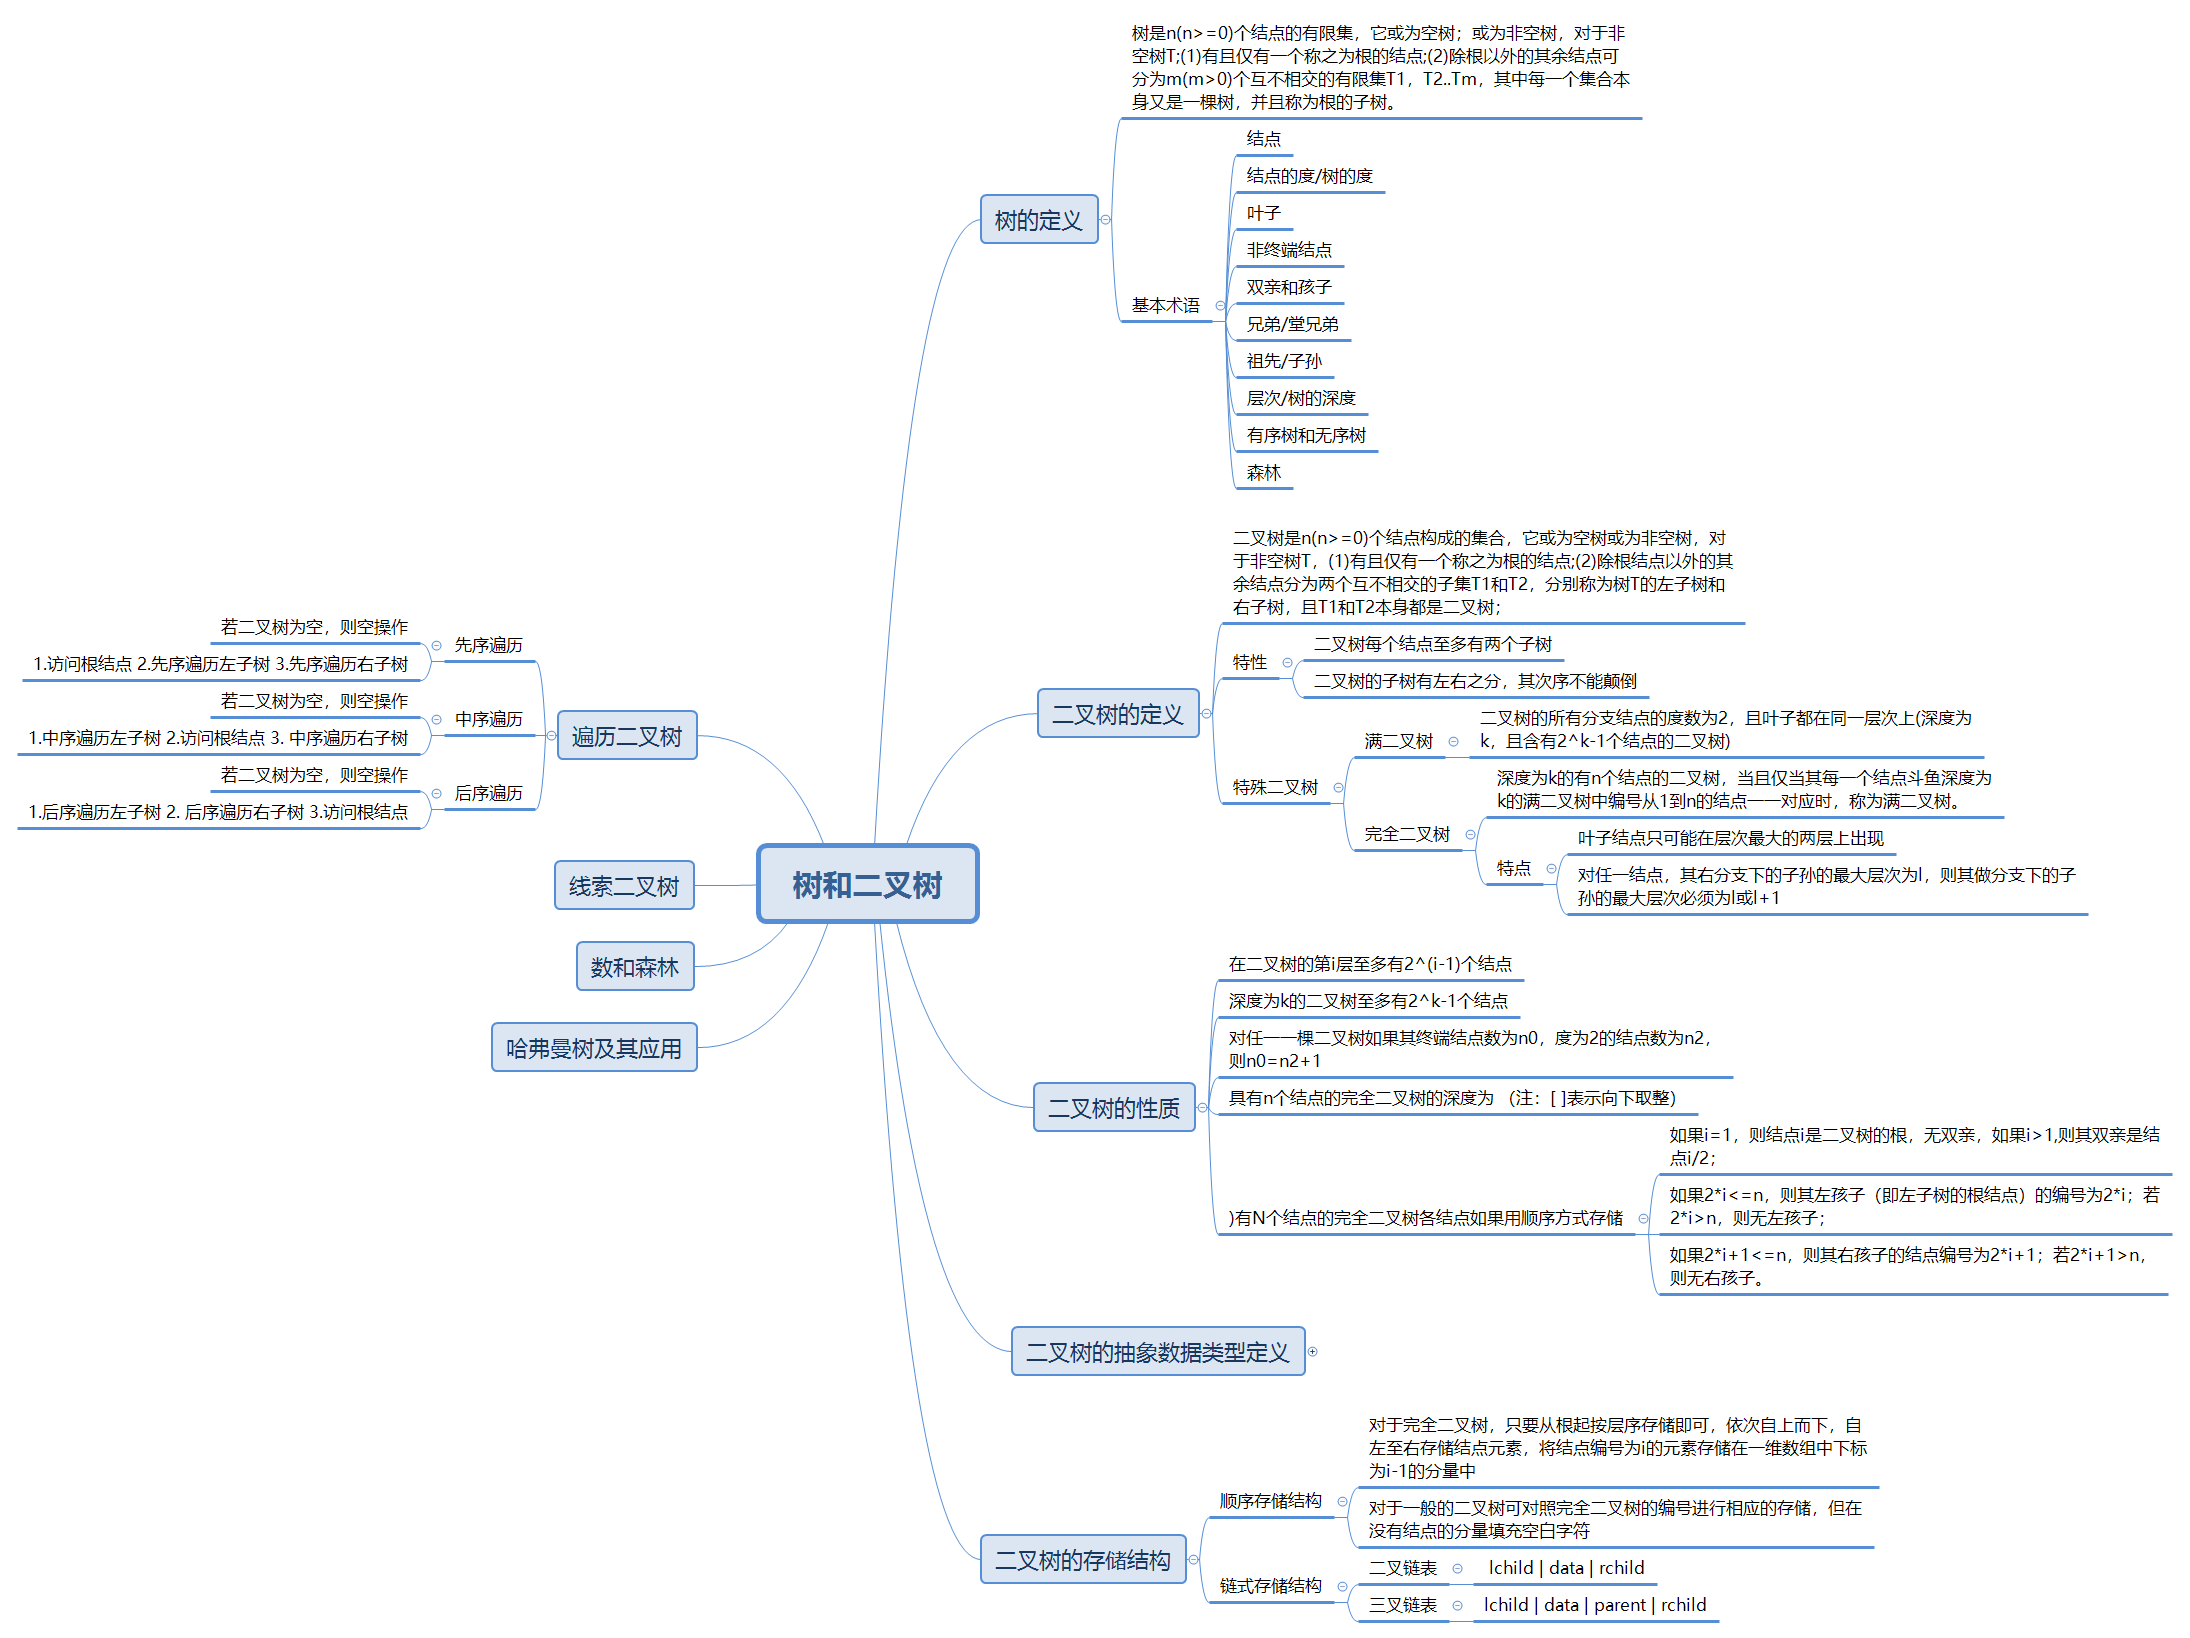 树和二叉树
树的定义
树是n(n>=0)个结点的有限集，它或为空树；或为非空树，对于非
空树T;(1)有且仅有一个称之为根的结点;(2)除根以外的其余结点可
分为m(m>0)个互不相交的有限集T1，T2..Tm，其中每一个集合本
身又是一棵树，并且称为根的子树。
基本术语
结点
结点的度/树的度
叶子
非终端结点
双亲和孩子
兄弟/堂兄弟
祖先/子孙
层次/树的深度
有序树和无序树
森林
二叉树的定义
二叉树是n(n>=0)个结点构成的集合，它或为空树或为非空树，对
于非空树T，(1)有且仅有一个称之为根的结点;(2)除根结点以外的其
余结点分为两个互不相交的子集T1和T2，分别称为树T的左子树和
右子树，且T1和T2本身都是二叉树；
特性
二叉树每个结点至多有两个子树
二叉树的子树有左右之分，其次序不能颠倒
特殊二叉树
满二叉树
二叉树的所有分支结点的度数为2，且叶子都在同一层次上(深度为
k，且含有2^k-1个结点的二叉树)
完全二叉树
深度为k的有n个结点的二叉树，当且仅当其每一个结点斗鱼深度为
k的满二叉树中编号从1到n的结点一一对应时，称为满二叉树。
特点
叶子结点只可能在层次最大的两层上出现
对任一结点，其右分支下的子孙的最大层次为l，则其做分支下的子
孙的最大层次必须为l或l+1
二叉树的性质
在二叉树的第i层至多有2^(i-1)个结点
深度为k的二叉树至多有2^k-1个结点
对任一一棵二叉树如果其终端结点数为n0，度为2的结点数为n2，
则n0=n2+1
具有n个结点的完全二叉树的深度为 （注：[ ]表示向下取整）
)有N个结点的完全二叉树各结点如果用顺序方式存储
如果i=1，则结点i是二叉树的根，无双亲，如果i>1,则其双亲是结
点i/2；
如果2*i<=n，则其左孩子（即左子树的根结点）的编号为2*i；若
2*i>n，则无左孩子；
如果2*i+1<=n，则其右孩子的结点编号为2*i+1；若2*i+1>n，
则无右孩子。
二叉树的抽象数据类型定义
二叉树的存储结构
顺序存储结构
对于完全二叉树，只要从根起按层序存储即可，依次自上而下，自
左至右存储结点元素，将结点编号为i的元素存储在一维数组中下标
为i-1的分量中
对于一般的二叉树可对照完全二叉树的编号进行相应的存储，但在
没有结点的分量填充空白字符
链式存储结构
二叉链表
lchild | data | rchild
三叉链表
lchild | data | parent | rchild
遍历二叉树
先序遍历
若二叉树为空，则空操作
1.访问根结点 2.先序遍历左子树 3.先序遍历右子树
中序遍历
若二叉树为空，则空操作
1.中序遍历左子树 2.访问根结点 3. 中序遍历右子树
后序遍历
若二叉树为空，则空操作
1.后序遍历左子树 2. 后序遍历右子树 3.访问根结点
线索二叉树
数和森林
哈弗曼树及其应用